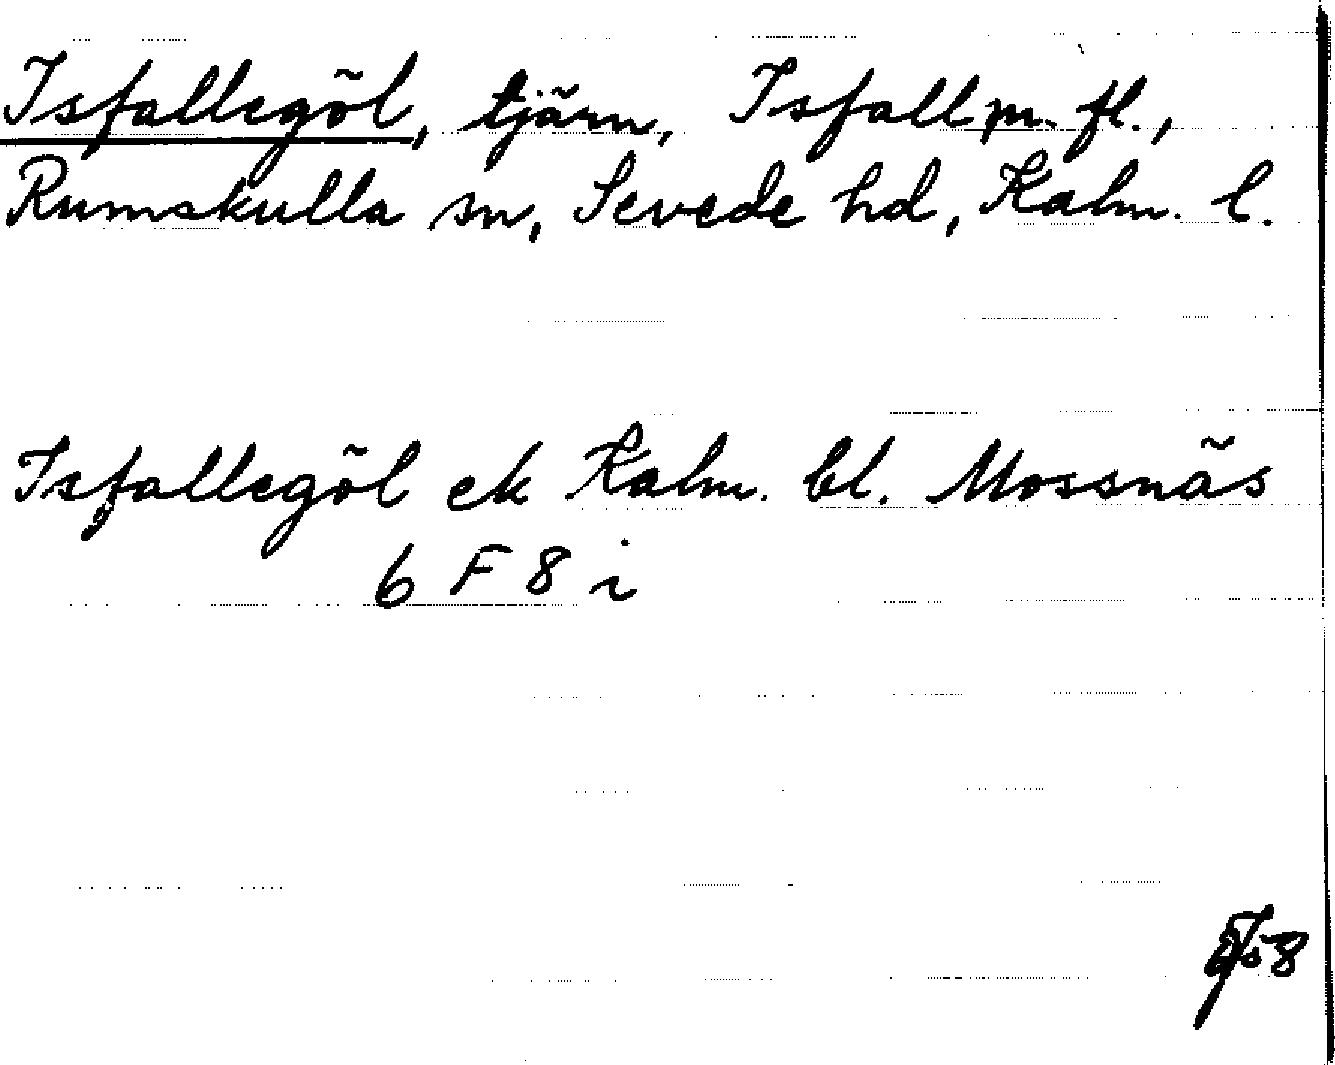 Isfallegöl, tjärn, Isfall m. fl.,
Rumskulla sn, Sevede hd, Kalm. l.
Isfallegöl ek Kalm. bl. Mossnäs
6 F 8 i